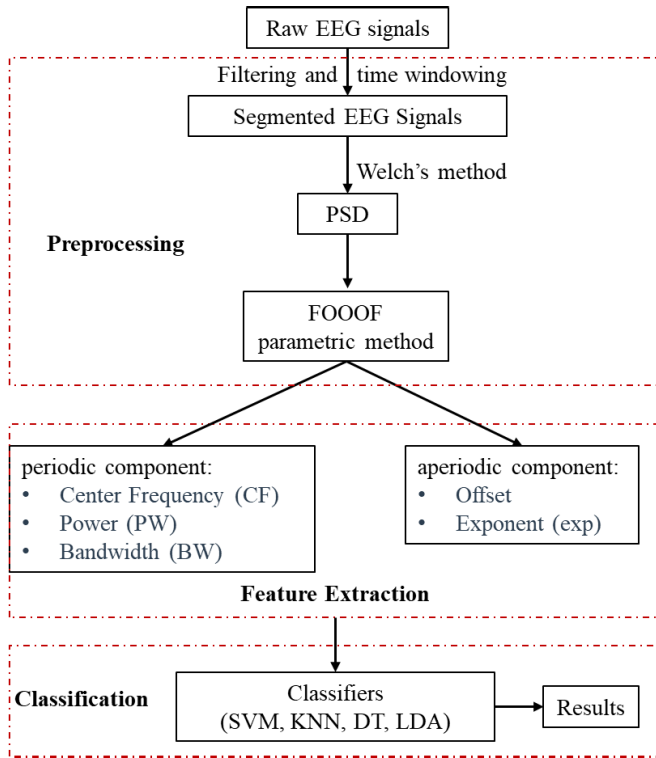 Raw EEG signals
Filtering and time windowing
Segmented EEG Signals
Welch’s method
PSD
Preprocessing
FOOOF
parametric method
periodic component:
• Center Frequency (CF)
• Power (PW)
• Bandwidth (BW)
aperiodic component:
• Offset
• Exponent (exp)
Feature Extraction
Classification
Classifiers
(SVM, KNN, DT, LDA)
Results